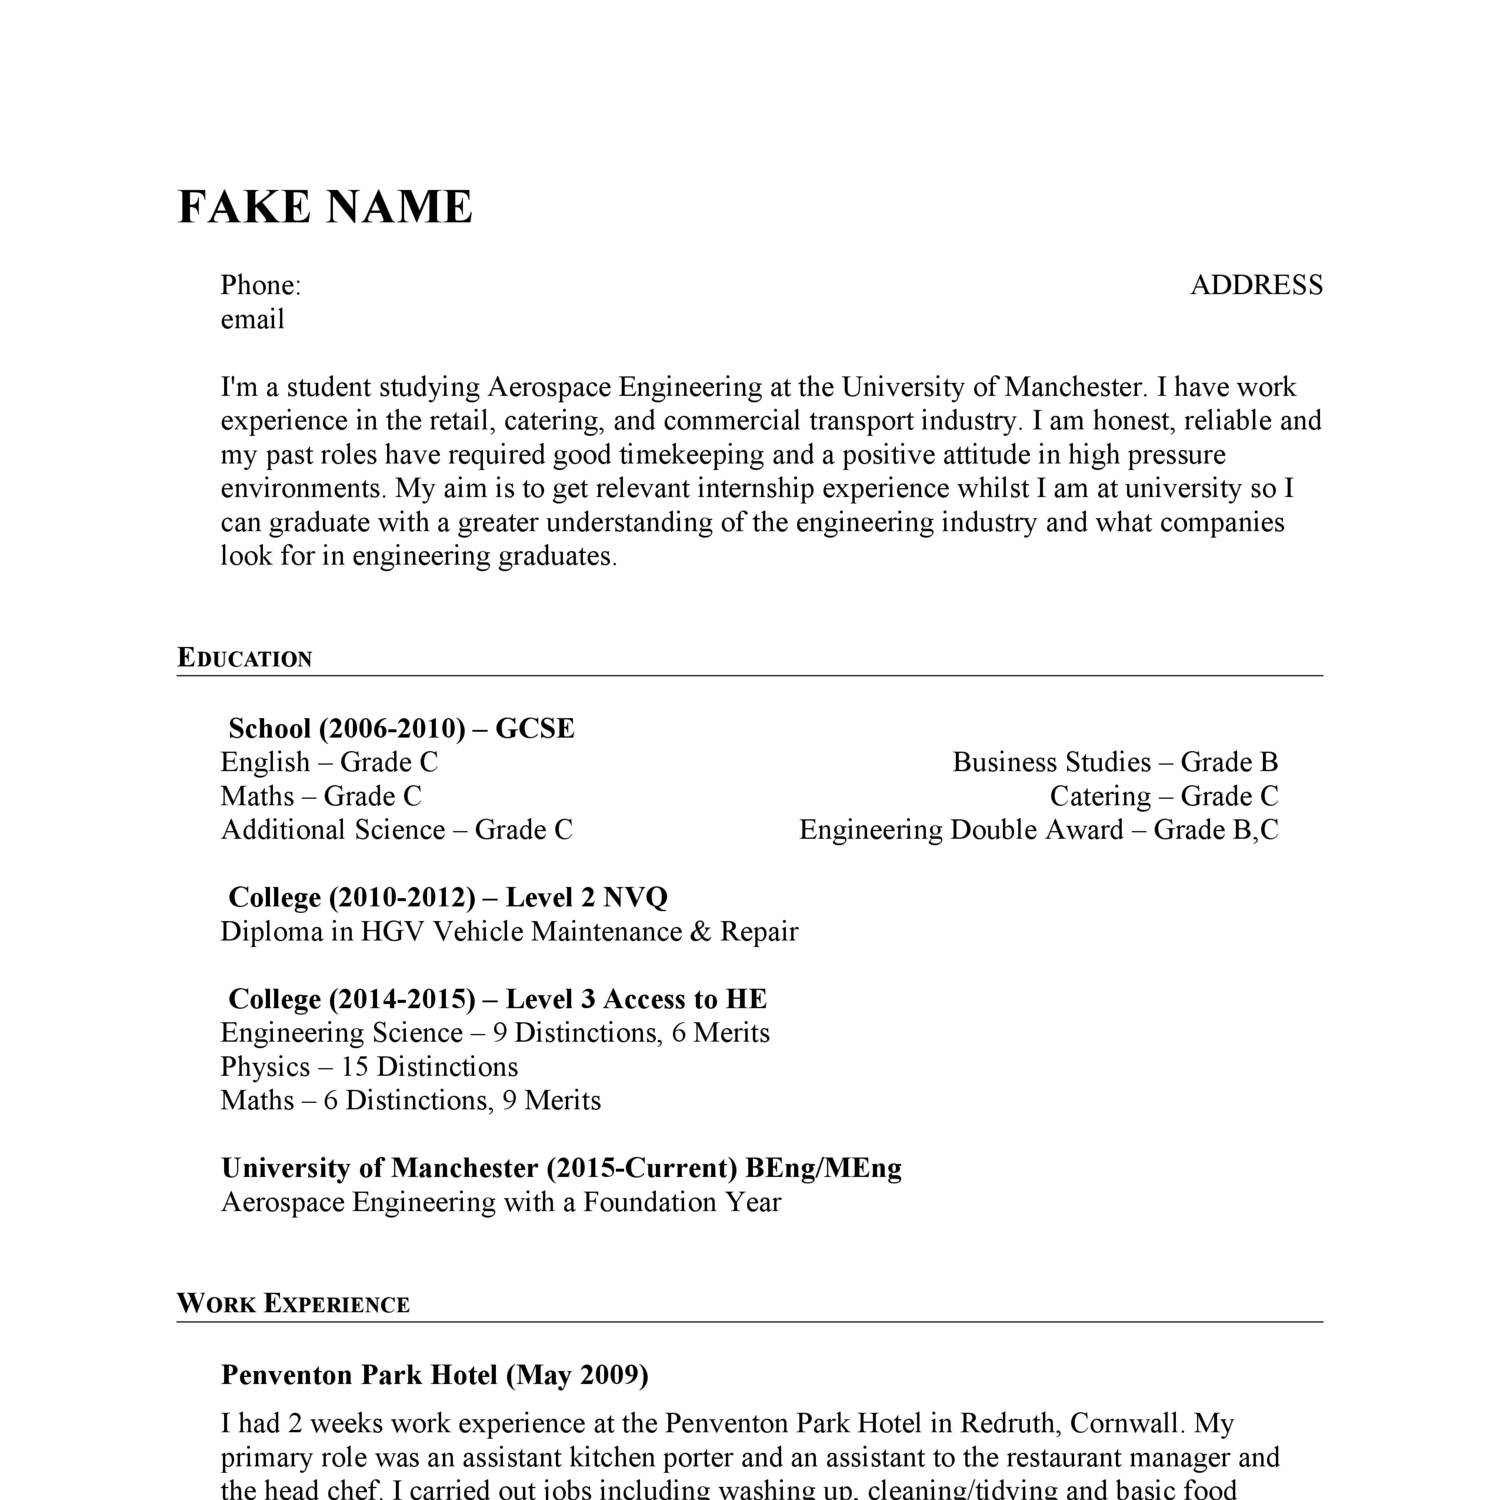 FAKE NAME
Phone: ADDRESS
email
I'm a student studying Aerospace Engineering at the University of Manchester. I have work
experience in the retail, catering, and commercial transport industry. I am honest, reliable and
my past roles have required good timekeeping and a positive attitude in high pressure
environments. My aim is to get relevant internship experience whilst I am at university so I
can graduate with a greater understanding of the engineering industry and what companies
look for in engineering graduates.
EDUCATION
School (2006-2010) – GCSE
English – Grade C Business Studies – Grade B
Maths – Grade C Catering – Grade C
Additional Science – Grade C Engineering Double Award – Grade B,C
College (2010-2012) – Level 2 NVQ
Diploma in HGV Vehicle Maintenance & Repair
College (2014-2015) – Level 3 Access to HE
Engineering Science – 9 Distinctions, 6 Merits
Physics – 15 Distinctions
Maths – 6 Distinctions, 9 Merits
University of Manchester (2015-Current) BEng/MEng
Aerospace Engineering with a Foundation Year
WORK EXPERIENCE
Penventon Park Hotel (May 2009)
I had 2 weeks work experience at the Penventon Park Hotel in Redruth, Cornwall. My
primary role was an assistant kitchen porter and an assistant to the restaurant manager and
the head chef. I carried out jobs including washing up, cleaning/tidying and basic food